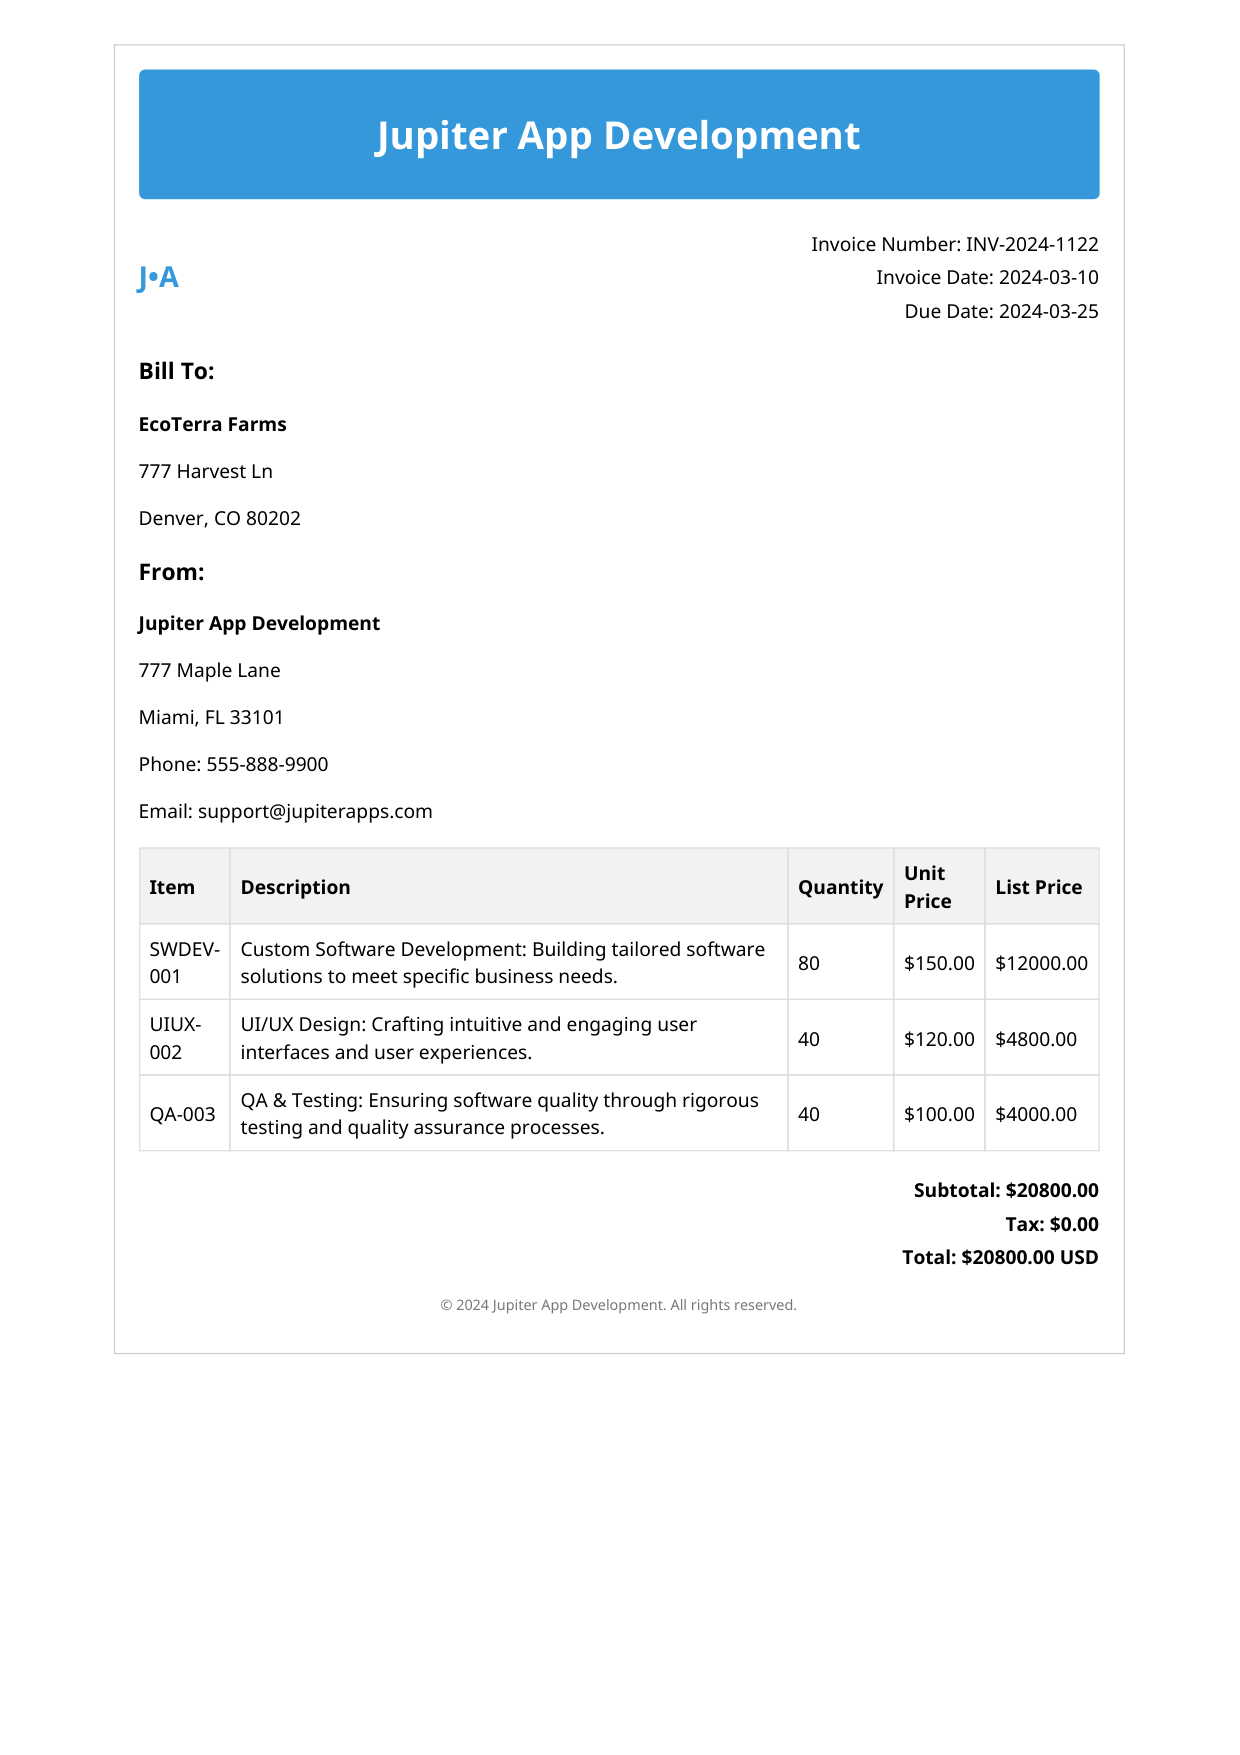 Jupiter App Development
J•A
Invoice Number: INV-2024-1122
Invoice Date: 2024-03-10
Due Date: 2024-03-25
Bill To:
EcoTerra Farms
777 Harvest Ln
Denver, CO 80202
From:
Jupiter App Development
777 Maple Lane
Miami, FL 33101
Phone: 555-888-9900
Email: support@jupiterapps.com
Item Description Quantity Unit Price List Price
SWDEV-001 Custom Software Development: Building tailored software solutions to meet specific business needs. 80 $150.00 $12000.00
UIUX-002 UI/UX Design: Crafting intuitive and engaging user interfaces and user experiences. 40 $120.00 $4800.00
QA-003 QA & Testing: Ensuring software quality through rigorous testing and quality assurance processes. 40 $100.00 $4000.00
Subtotal: $20800.00
Tax: $0.00
Total: $20800.00 USD
© 2024 Jupiter App Development. All rights reserved.